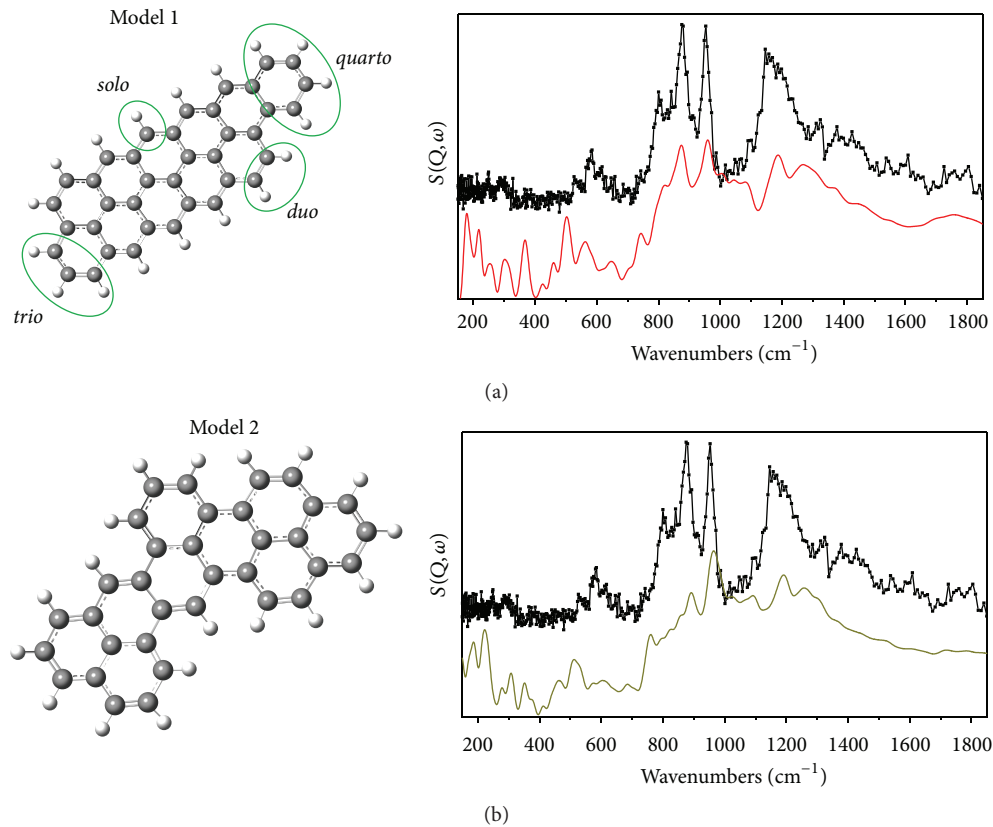 Model 1
quarto
solo
duo
trio
S(Q, ω)
200 400 600 800 1000 1200 1400 1600 1800
Wavenumbers (cm⁻¹)
(a)
Model 2
S(Q, ω)
200 400 600 800 1000 1200 1400 1600 1800
Wavenumbers (cm⁻¹)
(b)